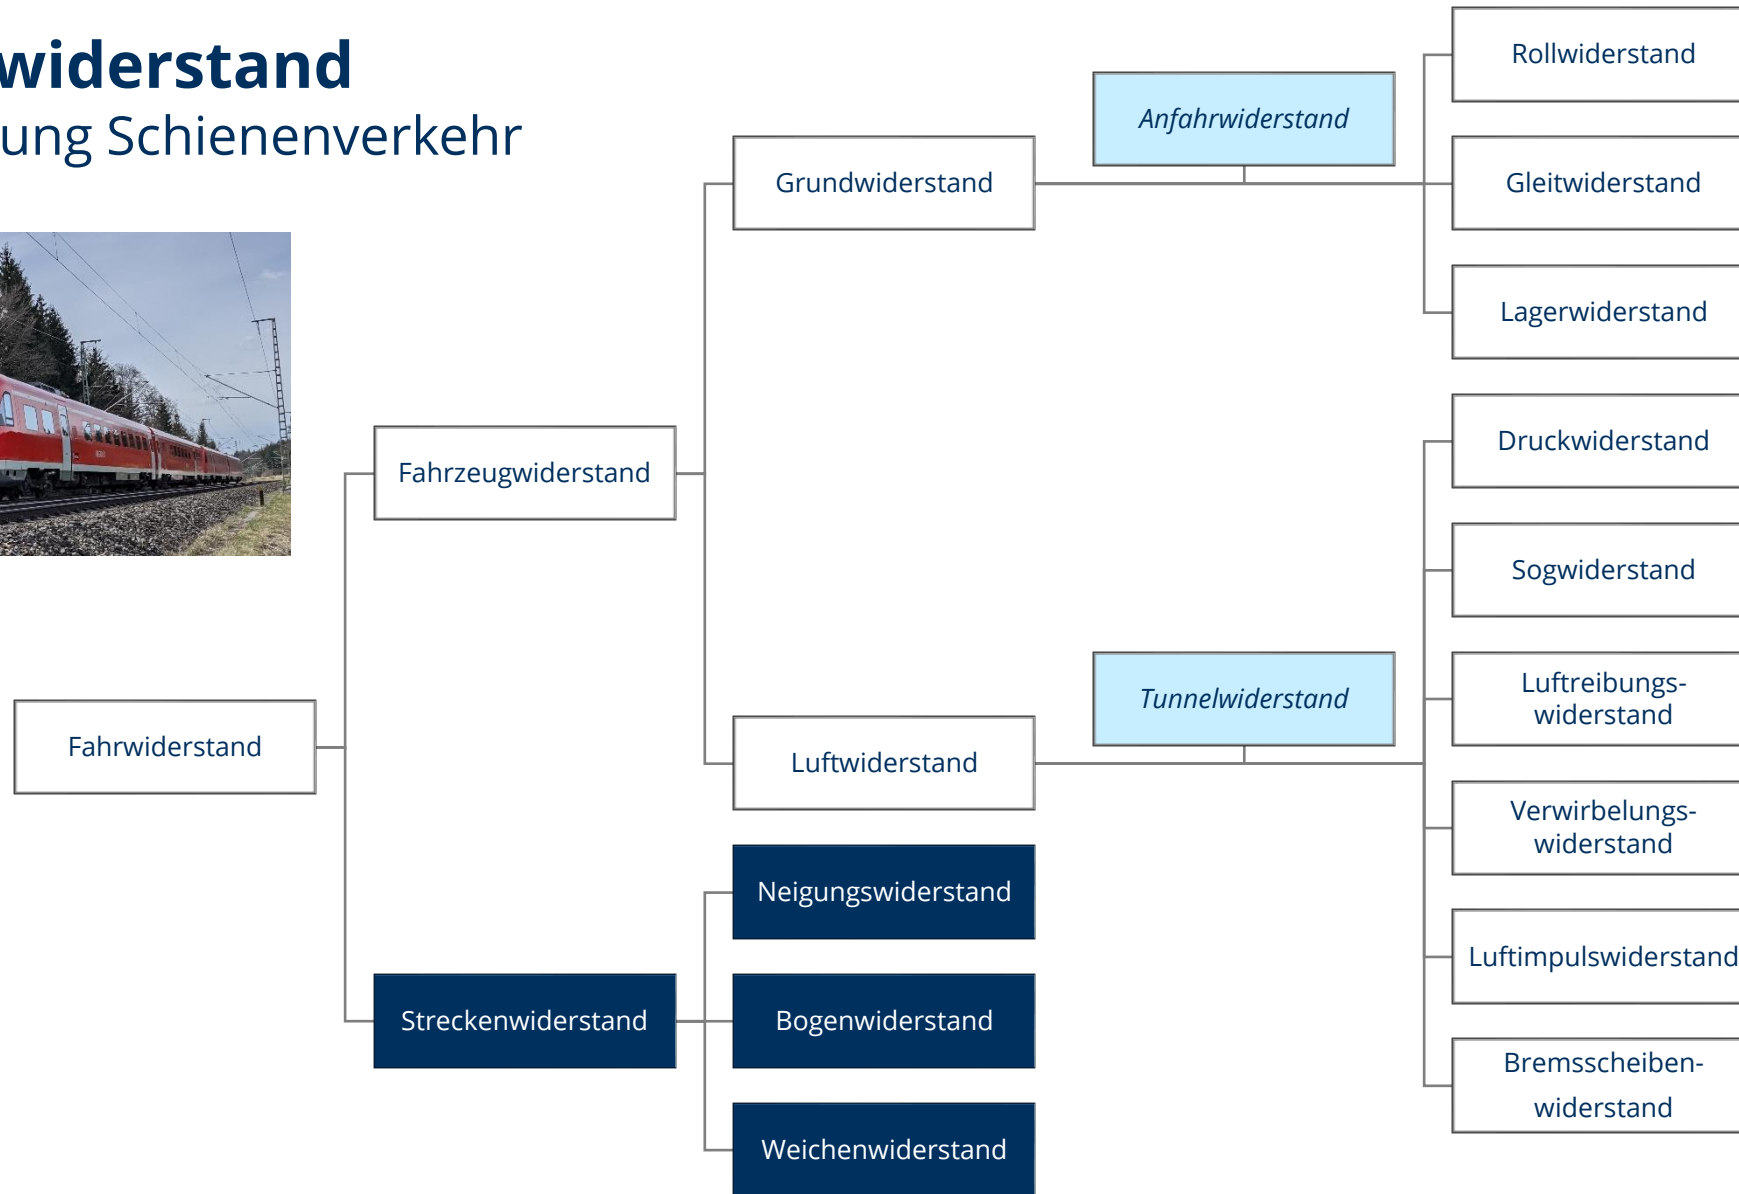 widerstand
ung Schienenverkehr
Fahrwiderstand
Fahrzeugwiderstand
Streckenwiderstand
Grundwiderstand
Luftwiderstand
Neigungswiderstand
Bogenwiderstand
Weichenwiderstand
Anfahrwiderstand
Tunnelwiderstand
Rollwiderstand
Gleitwiderstand
Lagerwiderstand
Druckwiderstand
Sogwiderstand
Luftreibungs-
widerstand
Verwirbelungs-
widerstand
Luftimpulswiderstand
Bremsscheiben-
widerstand